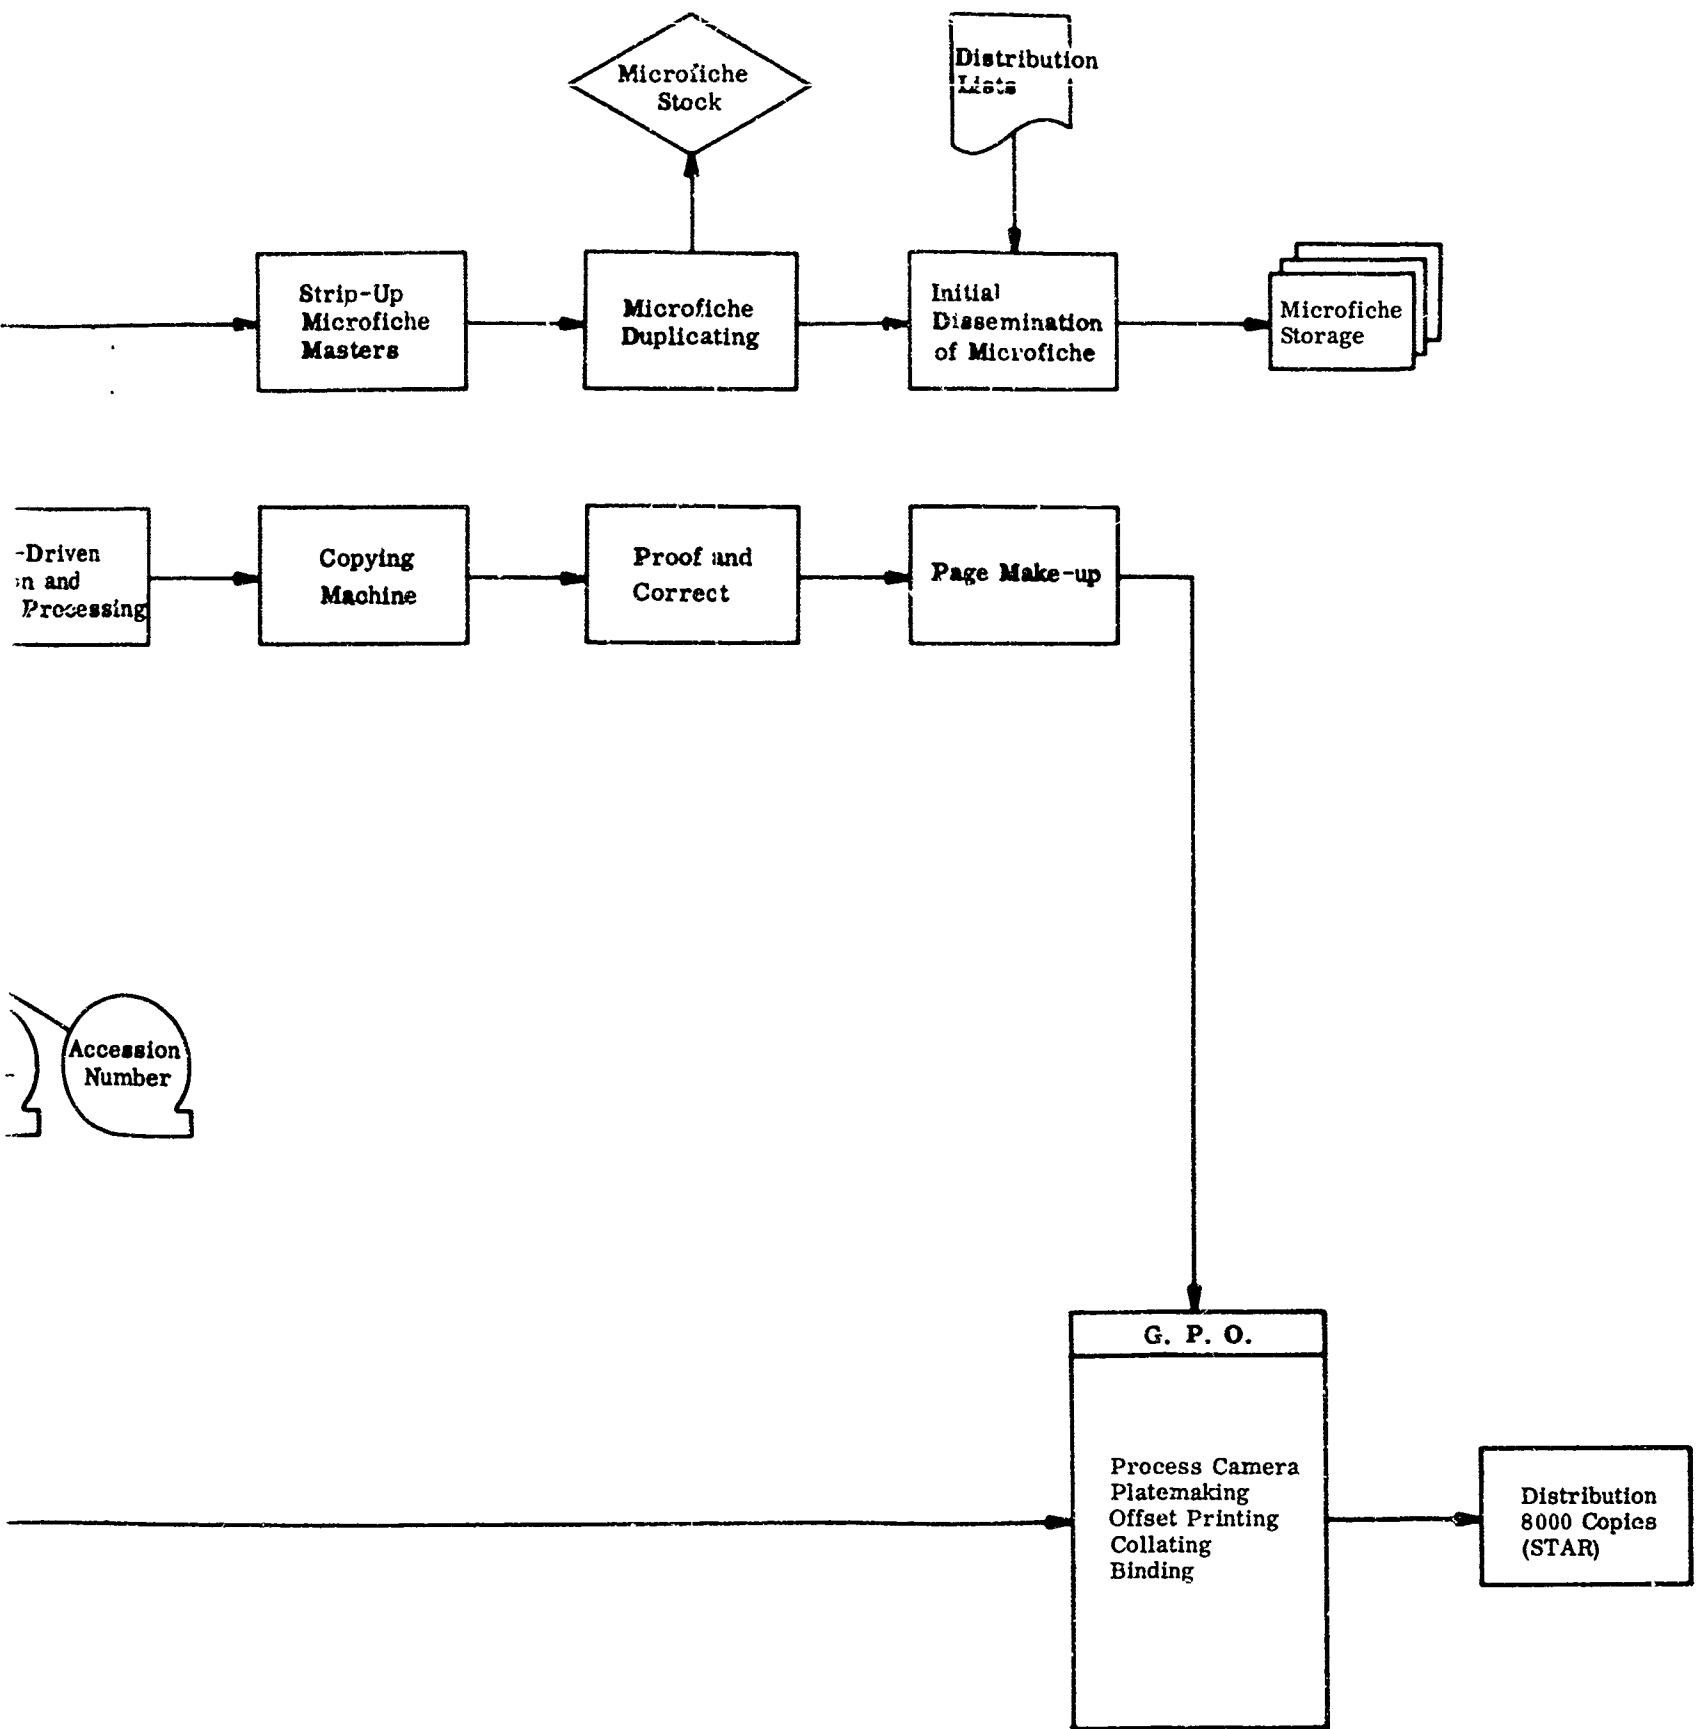 Microfiche
Stock
Distribution
Lists
Strip-Up
Microfiche
Masters
Microfiche
Duplicating
Initial
Dissemination
of Microfiche
Microfiche
Storage
-Driven
and
Processing
Copying
Machine
Proof and
Correct
Page Make-up
Accession
Number
G. P. O.
Process Camera
Platemaking
Offset Printing
Collating
Binding
Distribution
8000 Copies
(STAR)